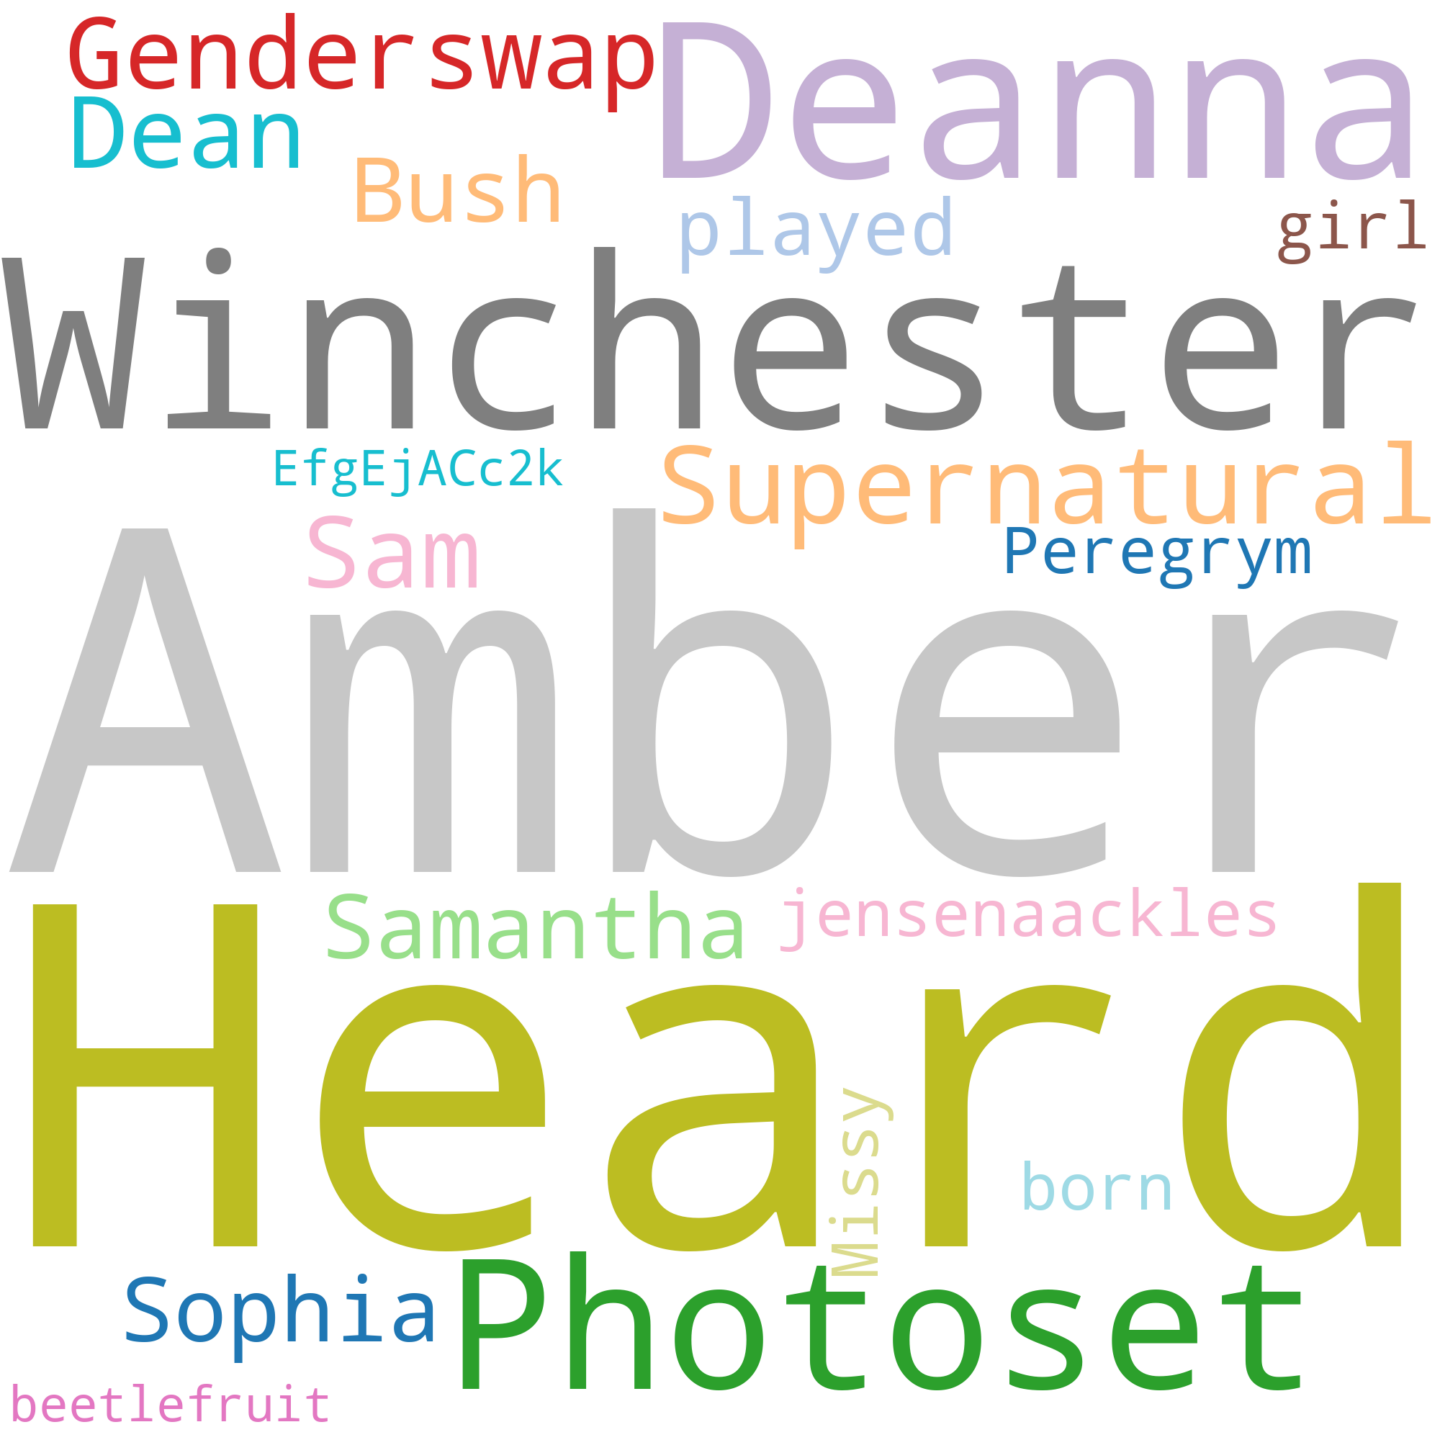 Genderswap
Deanna
Dean
Bush
played
girl
Winchester
EfgEjACc2k
Supernatural
Sam
Peregrym
Amber
Samantha
jensenaackles
Heard
Missy
born
Sophia
Photoset
beetlefruit